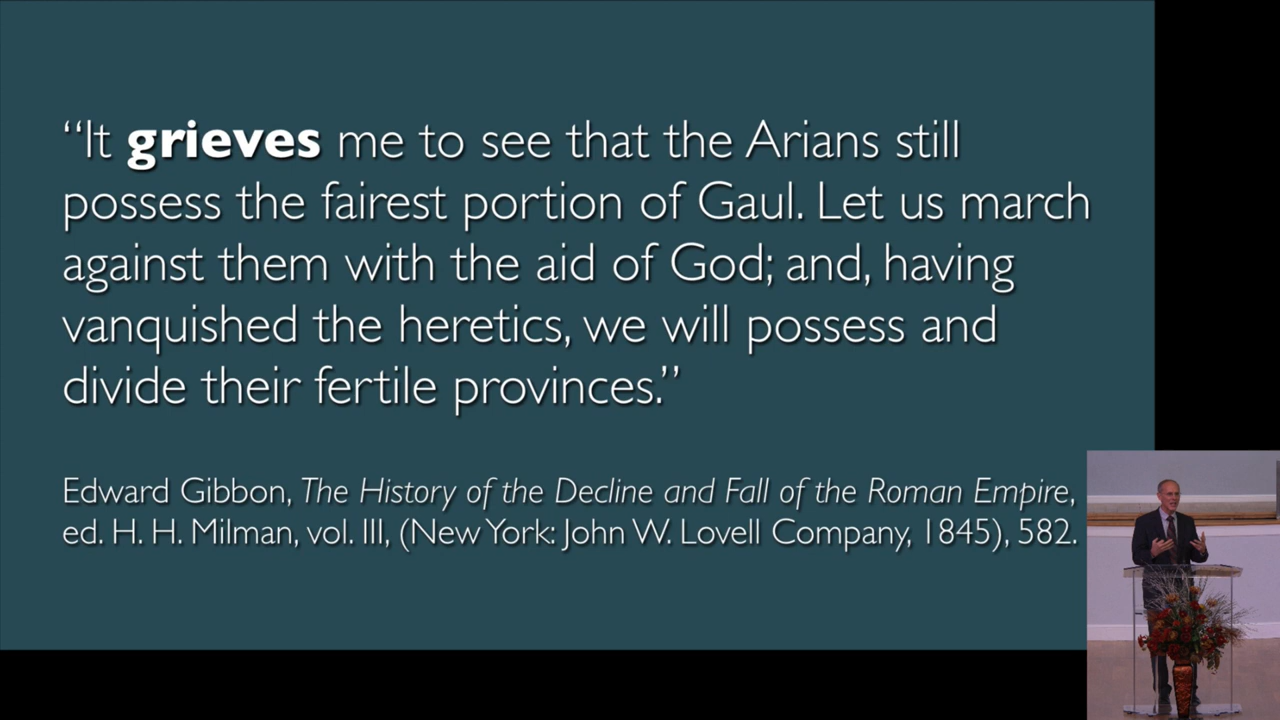 “It grieves me to see that the Arians still
possess the fairest portion of Gaul. Let us march
against them with the aid of God; and, having
vanquished the heretics, we will possess and
divide their fertile provinces.”
Edward Gibbon, The History of the Decline and Fall of the Roman Empire,
ed. H. H. Milman, vol. III, (New York: John W. Lovell Company, 1845), 582.